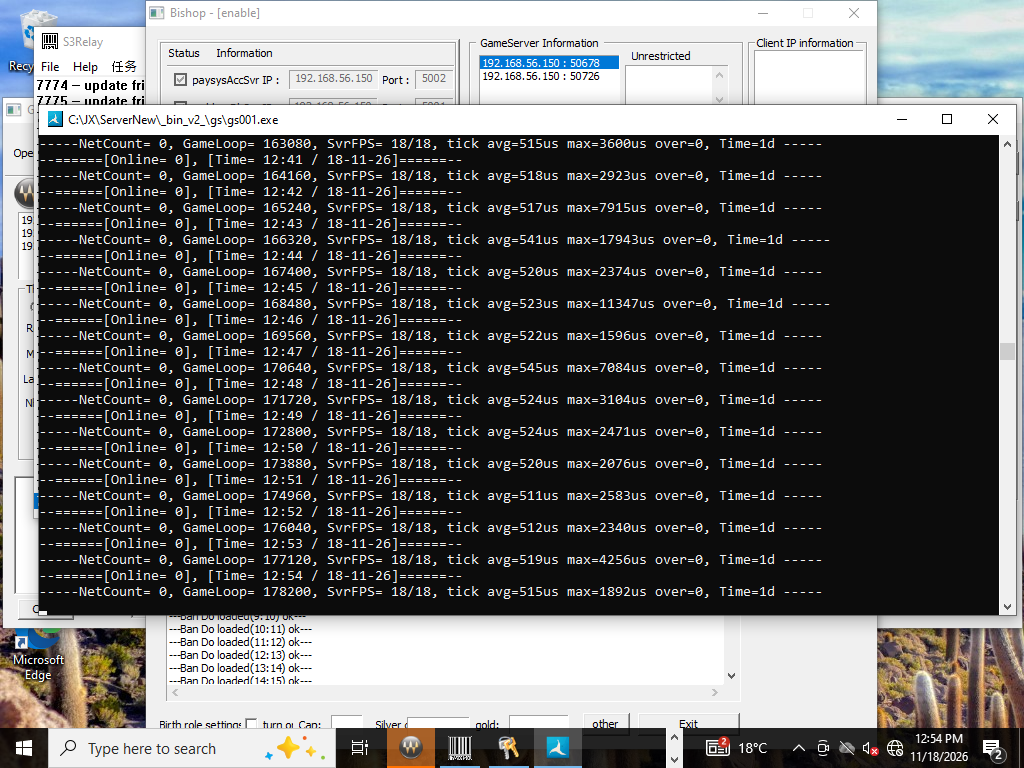 Bishop - [enable]
S3Relay
File Help 任务
7774 -- update fri
7775 -- update fri
Status Information
paysysAccSvr IP : 192.168.56.150 Port : 5002
GameServer Information
192.168.56.150 : 50678
192.168.56.150 : 50726
Unrestricted
Client IP information
C:\JX\ServerNew\_bin_v2_\gs\gs001.exe
-----NetCount= 0, GameLoop= 163080, SvrFPS= 18/18, tick avg=515us max=3600us over=0, Time=1d -----
--======[Online= 0], [Time= 12:41 / 18-11-26]======--
-----NetCount= 0, GameLoop= 164160, SvrFPS= 18/18, tick avg=518us max=2923us over=0, Time=1d -----
--======[Online= 0], [Time= 12:42 / 18-11-26]======--
-----NetCount= 0, GameLoop= 165240, SvrFPS= 18/18, tick avg=517us max=7915us over=0, Time=1d -----
--======[Online= 0], [Time= 12:43 / 18-11-26]======--
-----NetCount= 0, GameLoop= 166320, SvrFPS= 18/18, tick avg=541us max=17943us over=0, Time=1d -----
--======[Online= 0], [Time= 12:44 / 18-11-26]======--
-----NetCount= 0, GameLoop= 167400, SvrFPS= 18/18, tick avg=520us max=2374us over=0, Time=1d -----
--======[Online= 0], [Time= 12:45 / 18-11-26]======--
-----NetCount= 0, GameLoop= 168480, SvrFPS= 18/18, tick avg=523us max=11347us over=0, Time=1d -----
--======[Online= 0], [Time= 12:46 / 18-11-26]======--
-----NetCount= 0, GameLoop= 169560, SvrFPS= 18/18, tick avg=522us max=1596us over=0, Time=1d -----
--======[Online= 0], [Time= 12:47 / 18-11-26]======--
-----NetCount= 0, GameLoop= 170640, SvrFPS= 18/18, tick avg=545us max=7084us over=0, Time=1d -----
--======[Online= 0], [Time= 12:48 / 18-11-26]======--
-----NetCount= 0, GameLoop= 171720, SvrFPS= 18/18, tick avg=524us max=3104us over=0, Time=1d -----
--======[Online= 0], [Time= 12:49 / 18-11-26]======--
-----NetCount= 0, GameLoop= 172800, SvrFPS= 18/18, tick avg=524us max=2471us over=0, Time=1d -----
--======[Online= 0], [Time= 12:50 / 18-11-26]======--
-----NetCount= 0, GameLoop= 173880, SvrFPS= 18/18, tick avg=520us max=2076us over=0, Time=1d -----
--======[Online= 0], [Time= 12:51 / 18-11-26]======--
-----NetCount= 0, GameLoop= 174960, SvrFPS= 18/18, tick avg=511us max=2583us over=0, Time=1d -----
--======[Online= 0], [Time= 12:52 / 18-11-26]======--
-----NetCount= 0, GameLoop= 176040, SvrFPS= 18/18, tick avg=512us max=2340us over=0, Time=1d -----
--======[Online= 0], [Time= 12:53 / 18-11-26]======--
-----NetCount= 0, GameLoop= 177120, SvrFPS= 18/18, tick avg=519us max=4256us over=0, Time=1d -----
--======[Online= 0], [Time= 12:54 / 18-11-26]======--
-----NetCount= 0, GameLoop= 178200, SvrFPS= 18/18, tick avg=515us max=1892us over=0, Time=1d -----
---Ban Do loaded(9:10) ok---
---Ban Do loaded(10:11) ok---
---Ban Do loaded(11:12) ok---
---Ban Do loaded(12:13) ok---
---Ban Do loaded(13:14) ok---
---Ban Do loaded(14:15) ok---
Microsoft
Edge
Birth role settings turn Cap: Silver gold: other Exit
Type here to search
2
18°C
12:54 PM
11/18/2026
2